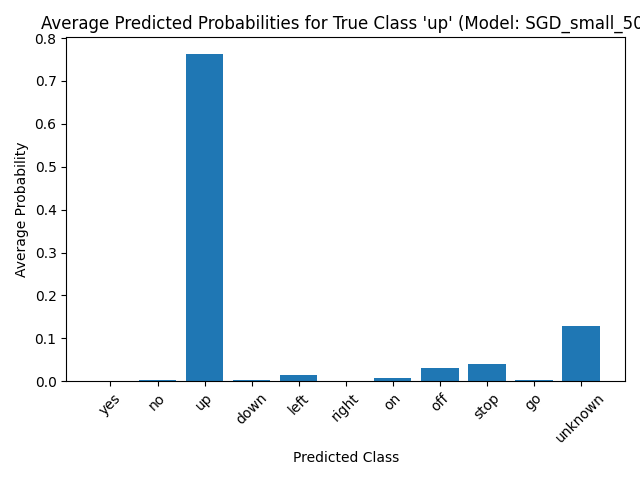 Average Predicted Probabilities for True Class 'up' (Model: SGD_small_50
0.8
0.7
0.6
0.5
0.4
0.3
0.2
0.1
0.0
Average Probability
yes
no
up
down
left
right
on
off
stop
go
unknown
Predicted Class